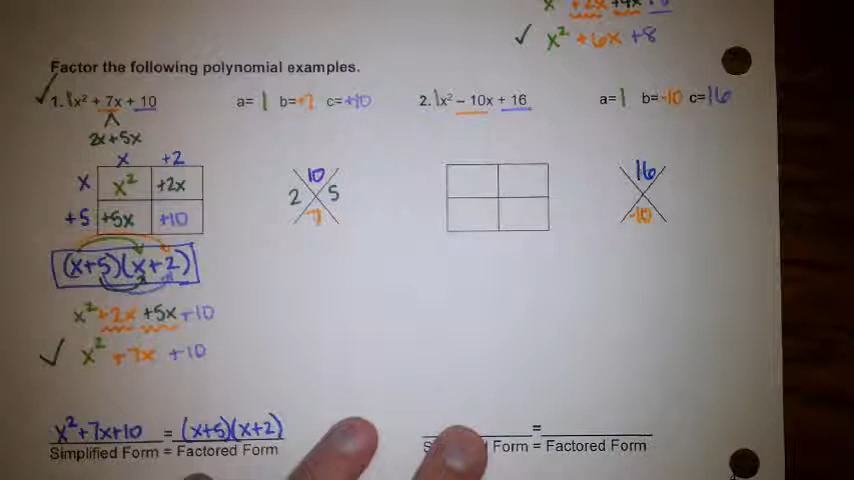 x² + 6x + 8
Factor the following polynomial examples.
1. 1x² + 7x + 10
a= 1 b= +7 c= +10
2x + 5x
x +2
x x² +2x
+5 +5x +10
10
2 5
7
(x+5)(x+2)
x² +2x +5x +10
x² +7x +10
x²+7x+10 = (x+5)(x+2)
Simplified Form = Factored Form
2. 1x² – 10x + 16
a= 1 b= -10 c= 16
16
-10
=
Form = Factored Form